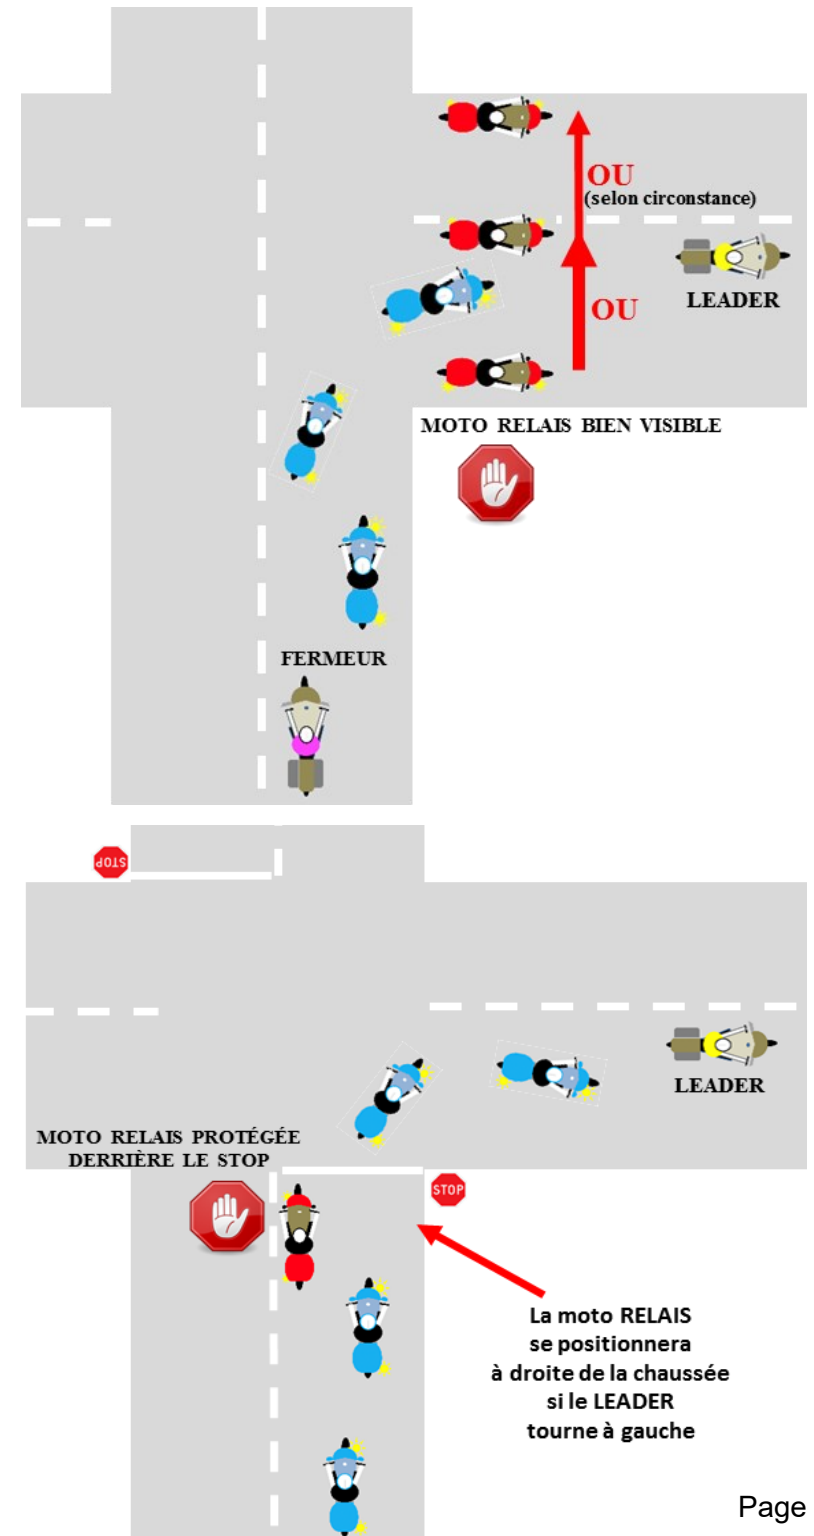 OU
(selon circonstance)
LEADER
OU
MOTO RELAIS BIEN VISIBLE
FERMEUR
STOP
LEADER
MOTO RELAIS PROTÉGÉE
DERRIÈRE LE STOP
STOP
La moto RELAIS
se positionnera
à droite de la chaussée
si le LEADER
tourne à gauche
Page